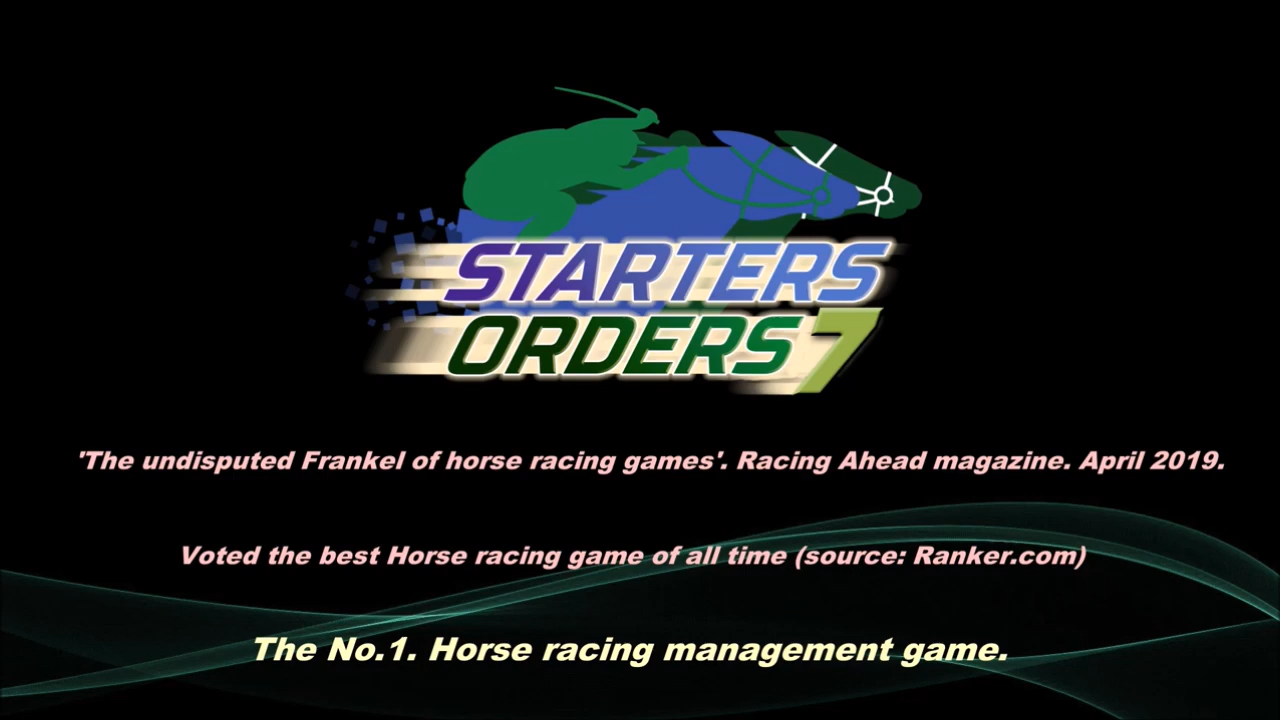 STARTERS
ORDERS 7
'The undisputed Frankel of horse racing games'. Racing Ahead magazine. April 2019.
Voted the best Horse racing game of all time (source: Ranker.com)
The No.1. Horse racing management game.